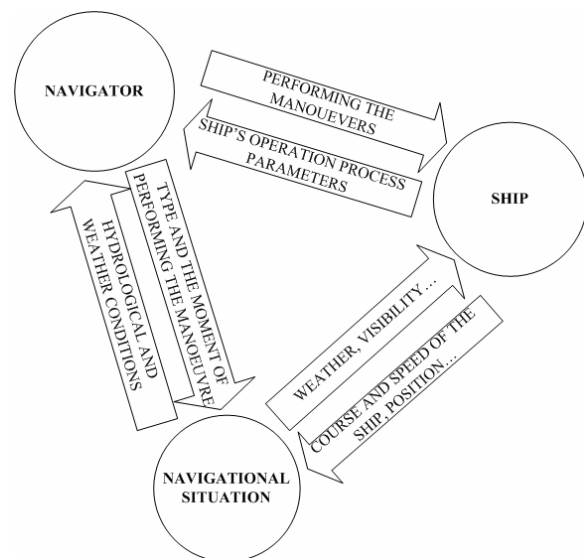 NAVIGATOR
PERFORMING THE
MANOUEVERS
SHIP'S OPERATION PROCESS
PARAMETERS
SHIP
TYPE AND THE MOMENT OF
PERFORMING THE MANOEUVRE
HYDROLOGICAL AND
WEATHER CONDITIONS
WEATHER, VISIBILITY...
COURSE AND SPEED OF THE
SHIP, POSITION...
NAVIGATIONAL
SITUATION